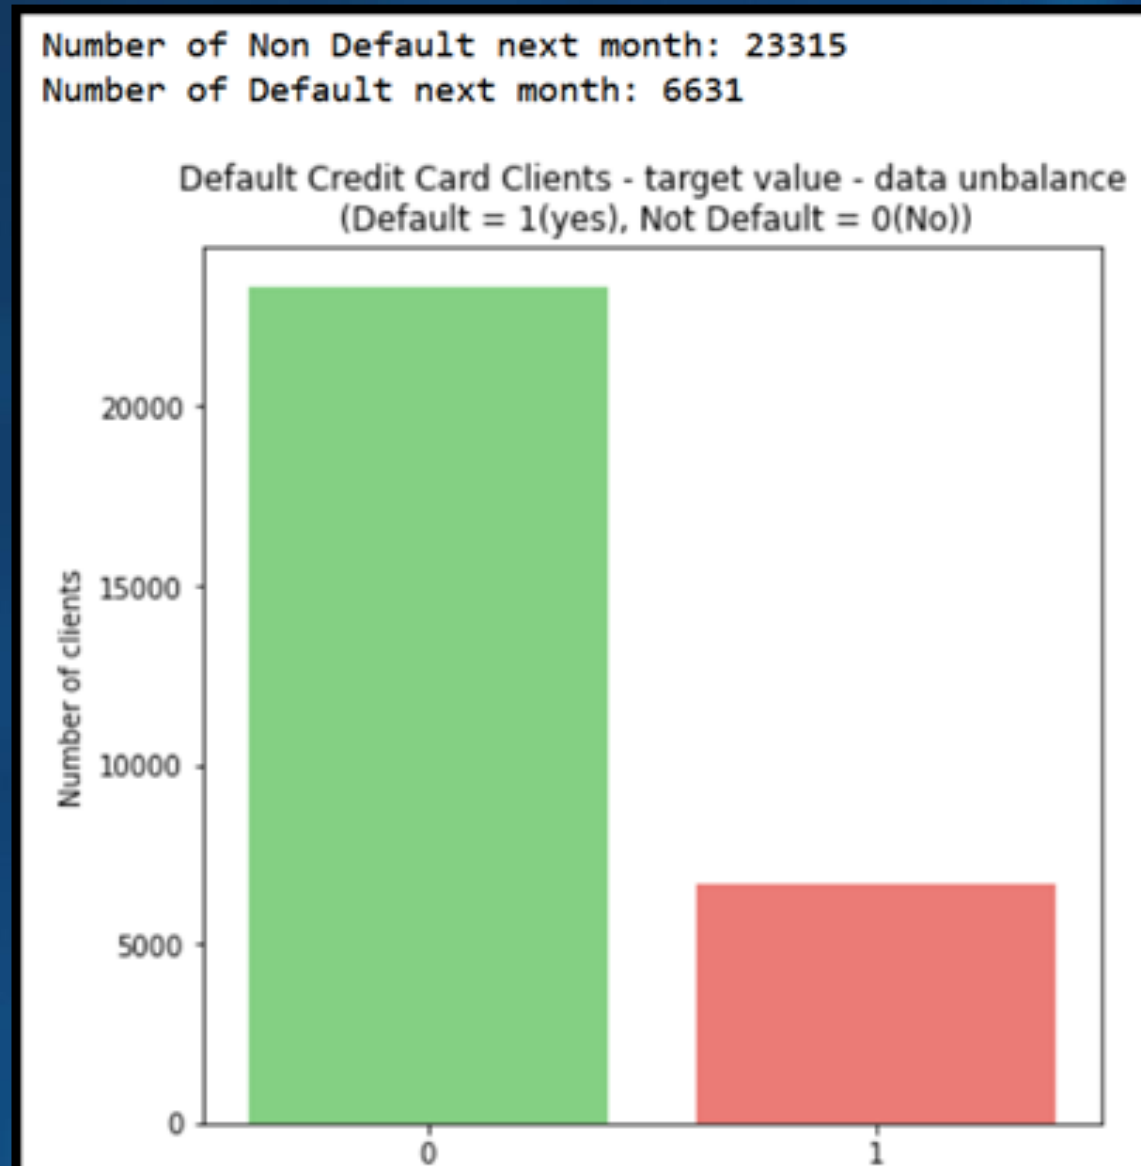 Number of Non Default next month: 23315
Number of Default next month: 6631
Default Credit Card Clients - target value - data unbalance
(Default = 1(yes), Not Default = 0(No))
Number of clients
20000
15000
10000
5000
0
0 1